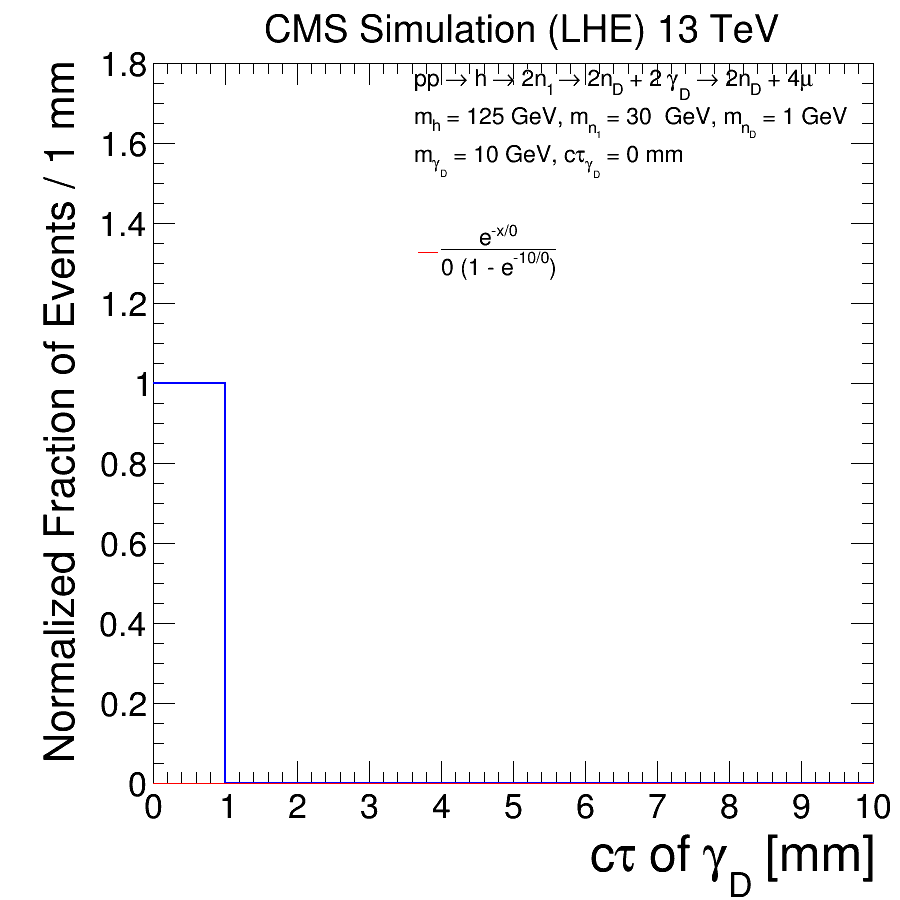 CMS Simulation (LHE) 13 TeV
Normalized Fraction of Events / 1 mm
1.8
1.6
1.4
1.2
1
0.8
0.6
0.4
0.2
0
pp → h → 2n₁ → 2n_D + 2 γ_D → 2n_D + 4μ
m_h = 125 GeV, m_n₁ = 30 GeV, m_n_D = 1 GeV
m_γ_D = 10 GeV, cτ_γ_D = 0 mm
e^-x/0
0 (1 - e^-10/0)
0 1 2 3 4 5 6 7 8 9 10
cτ of γ_D [mm]